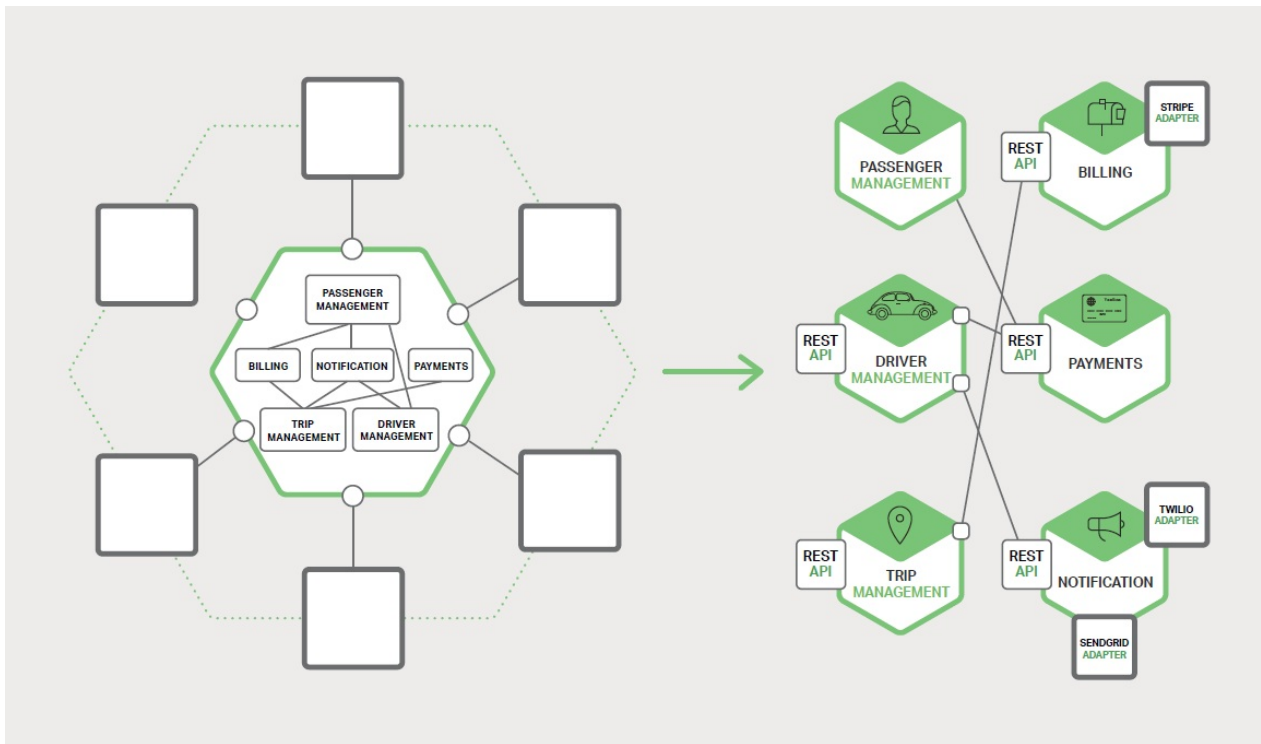 PASSENGER
MANAGEMENT
BILLING
NOTIFICATION
PAYMENTS
TRIP
MANAGEMENT
DRIVER
MANAGEMENT
PASSENGER
MANAGEMENT
REST
API
BILLING
STRIPE
ADAPTER
REST
API
DRIVER
MANAGEMENT
REST
API
PAYMENTS
REST
API
TRIP
MANAGEMENT
REST
API
NOTIFICATION
TWILIO
ADAPTER
SENDGRID
ADAPTER